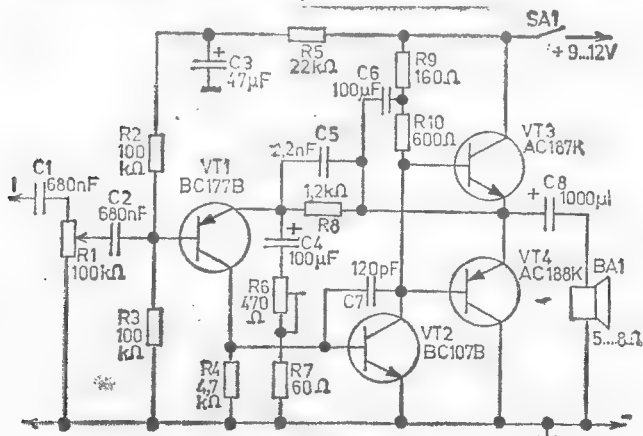 SA1
+ 9...12V
R5
22kΩ
C3
47µF
C6
100µF
R9
160Ω
R10
600Ω
R2
100
kΩ
C5
2,2nF
VT3
AC187K
VT1
BC177B
C1
680nF
C2
680nF
1,2kΩ
R8
C8
1000µ
R1
100kΩ
C4
100µF
VT4
AC188K
BA1
120pF
C7
R6
470
Ω
R3
100
kΩ
VT2
BC107B
5...8Ω
R4
4,7
kΩ
R7
60Ω